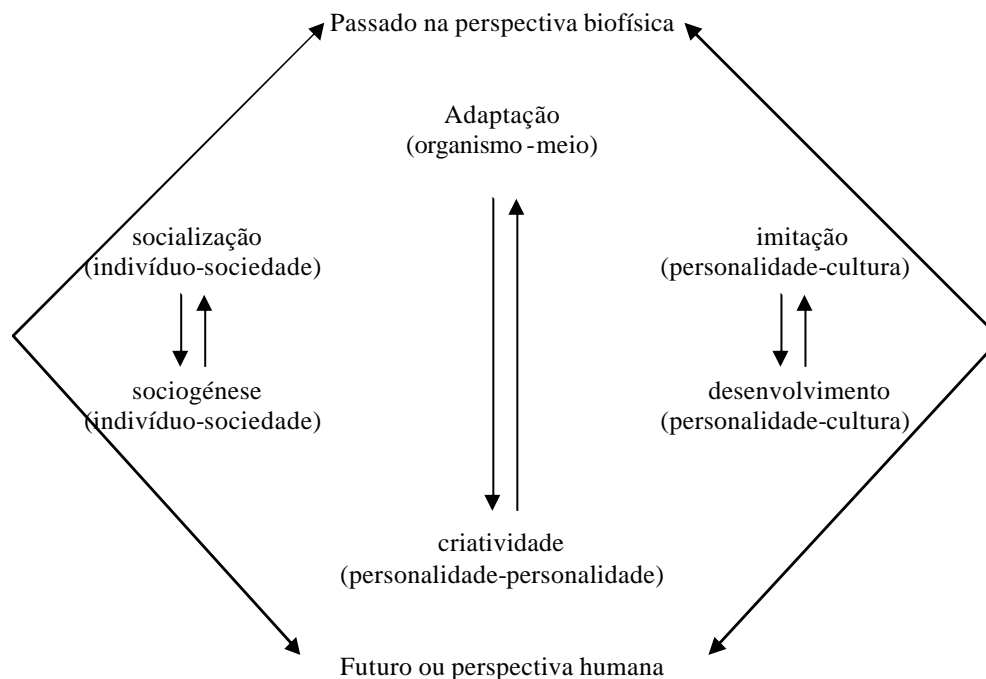 Passado na perspectiva biofísica
Adaptação
(organismo -meio)
socialização
(indivíduo-sociedade)
imitação
(personalidade-cultura)
sociogénese
(indivíduo-sociedade)
desenvolvimento
(personalidade-cultura)
criatividade
(personalidade-personalidade)
Futuro ou perspectiva humana